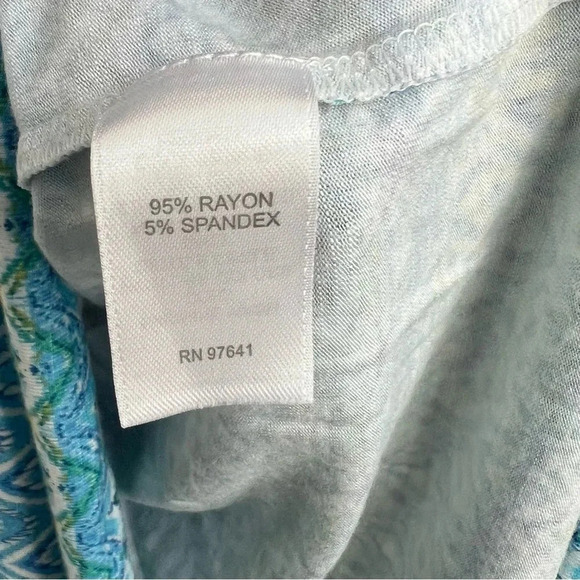 95% RAYON
5% SPANDEX
RN 97641